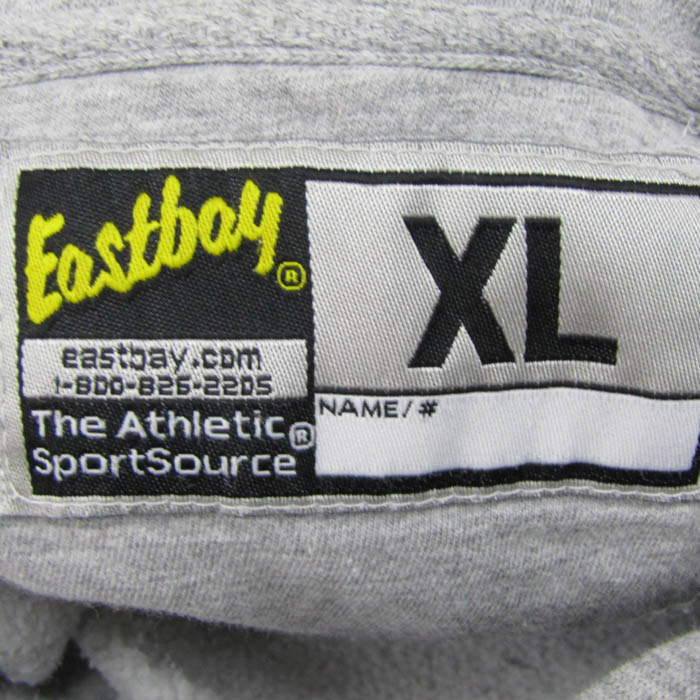 Eastbay®
eastbay.com
1-800-826-2205
The Athletic®
SportSource
XL
NAME/#